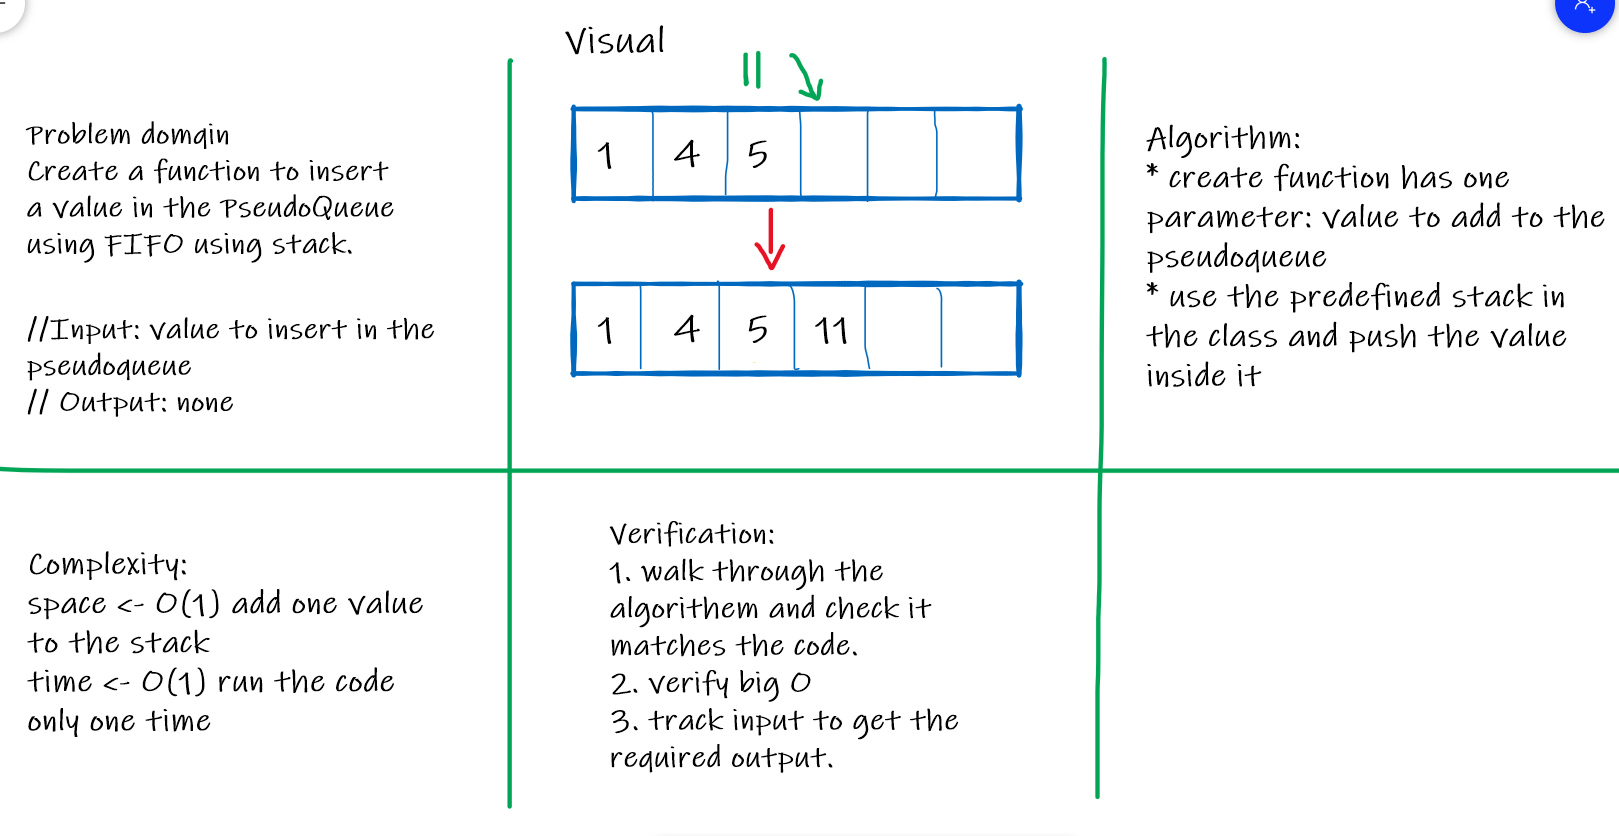 Problem domain
Create a function to insert
a value in the PseudoQueue
using FIFO using stack.
//Input: value to insert in the
pseudoqueue
// Output: none
Visual
11
1 4 5
1 4 5 11
Algorithm:
* create function has one
parameter: value to add to the
pseudoqueue
* use the predefined stack in
the class and push the value
inside it
Complexity:
space <- O(1) add one value
to the stack
time <- O(1) run the code
only one time
Verification:
1. walk through the
algorithem and check it
matches the code.
2. verify big O
3. track input to get the
required output.